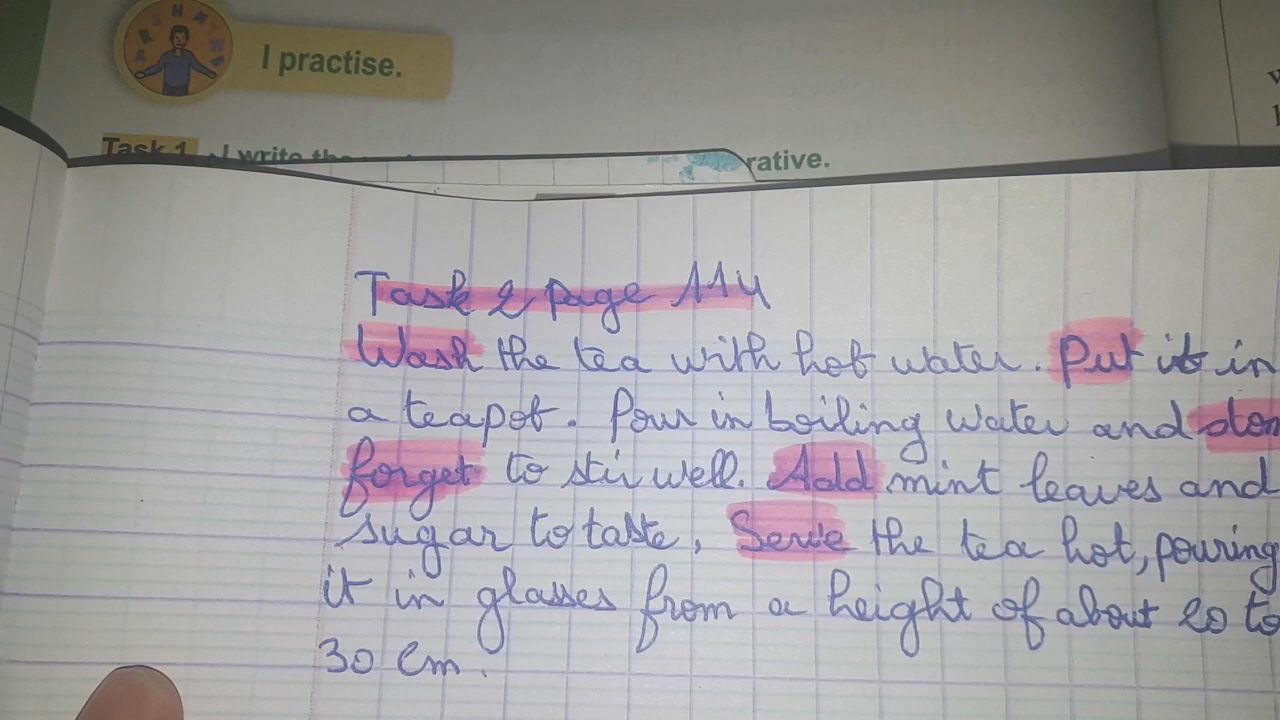 I practise.
Task 1 I write the
rative.
Task 2 page 114
Wash the tea with hot water. Put it in
a teapot. Pour in boiling water and don
forget to stir well. Add mint leaves and
sugar to taste. Serve the tea hot, pouring
it in glasses from a height of about 20 to
30 cm.